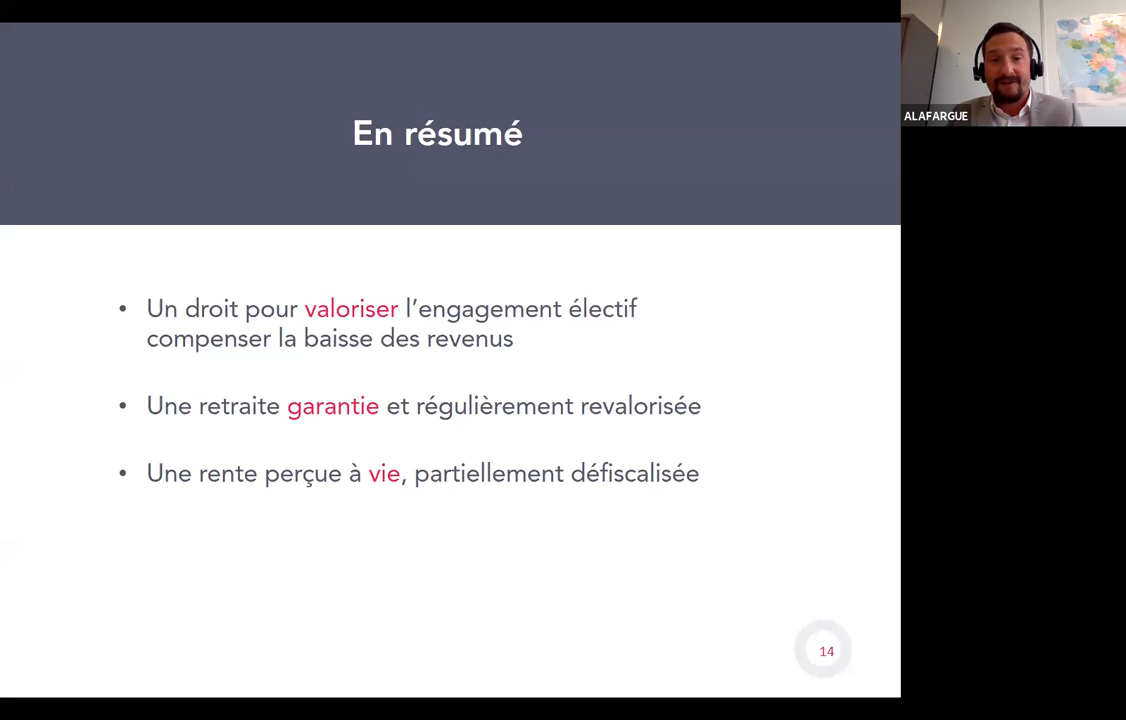 En résumé
ALAFARGUE
• Un droit pour valoriser l’engagement électif
compenser la baisse des revenus
• Une retraite garantie et régulièrement revalorisée
• Une rente perçue à vie, partiellement défiscalisée
14